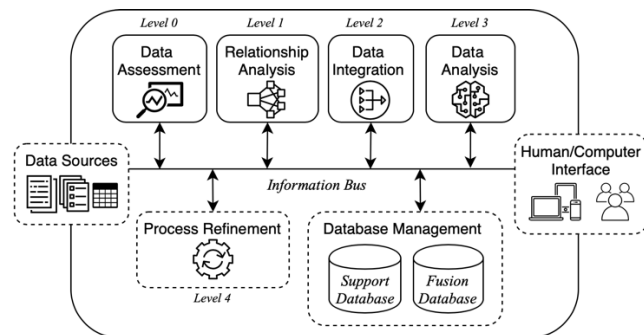 Level 0
Level 1
Level 2
Level 3
Data
Assessment
Relationship
Analysis
Data
Integration
Data
Analysis
Data Sources
Human/Computer
Interface
Information Bus
Process Refinement
Level 4
Database Management
Support
Database
Fusion
Database